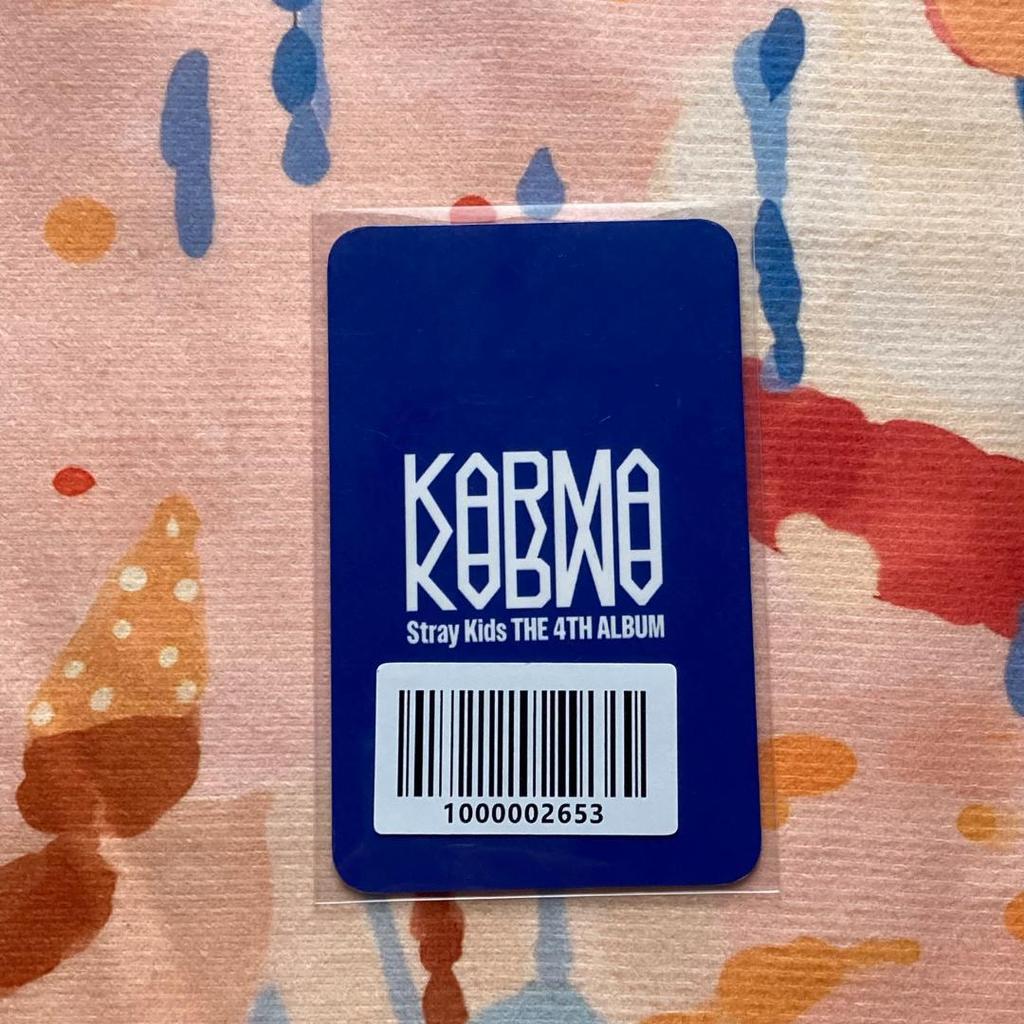 KARMA
Stray Kids THE 4TH ALBUM
1000002653